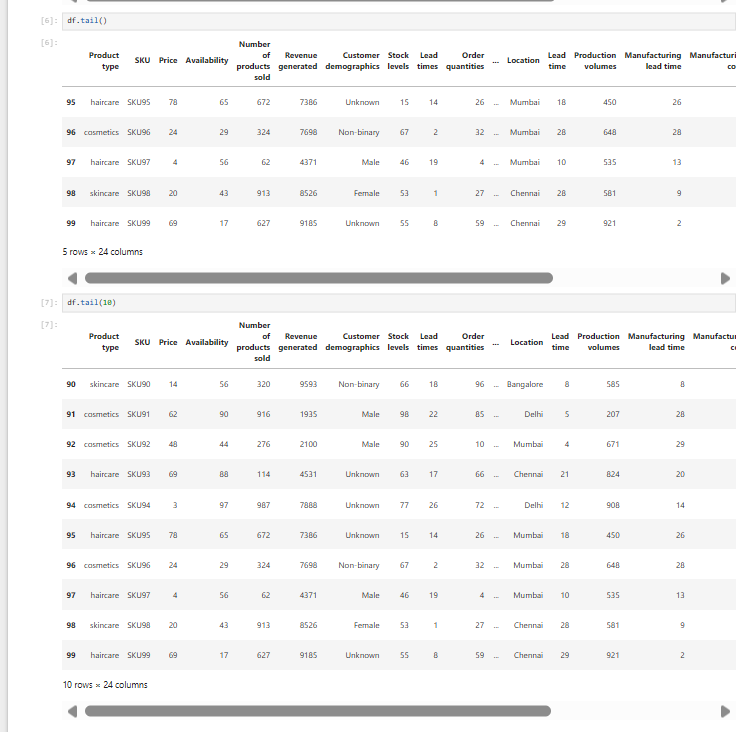 [6]: df.tail()
[6]:
Product type SKU Price Availability Number of products sold Revenue generated Customer demographics Stock levels Lead times Order quantities ... Location Lead time Production volumes Manufacturing lead time Manufacturi co
95 haircare SKU95 78 65 672 7386 Unknown 15 14 26 ... Mumbai 18 450 26
96 cosmetics SKU96 24 29 324 7698 Non-binary 67 2 32 ... Mumbai 28 648 28
97 haircare SKU97 4 56 62 4371 Male 46 19 4 ... Mumbai 10 535 13
98 skincare SKU98 20 43 913 8526 Female 53 1 27 ... Chennai 28 581 9
99 haircare SKU99 69 17 627 9185 Unknown 55 8 59 ... Chennai 29 921 2
5 rows × 24 columns
[7]: df.tail(10)
[7]:
Product type SKU Price Availability Number of products sold Revenue generated Customer demographics Stock levels Lead times Order quantities ... Location Lead time Production volumes Manufacturing lead time Manufactu c
90 skincare SKU90 14 56 320 9593 Non-binary 66 18 96 ... Bangalore 8 585 8
91 cosmetics SKU91 62 90 916 1935 Male 98 22 85 ... Delhi 5 207 28
92 cosmetics SKU92 48 44 276 2100 Male 90 25 10 ... Mumbai 4 671 29
93 haircare SKU93 69 88 114 4531 Unknown 63 17 66 ... Chennai 21 824 20
94 cosmetics SKU94 3 97 987 7888 Unknown 77 26 72 ... Delhi 12 908 14
95 haircare SKU95 78 65 672 7386 Unknown 15 14 26 ... Mumbai 18 450 26
96 cosmetics SKU96 24 29 324 7698 Non-binary 67 2 32 ... Mumbai 28 648 28
97 haircare SKU97 4 56 62 4371 Male 46 19 4 ... Mumbai 10 535 13
98 skincare SKU98 20 43 913 8526 Female 53 1 27 ... Chennai 28 581 9
99 haircare SKU99 69 17 627 9185 Unknown 55 8 59 ... Chennai 29 921 2
10 rows × 24 columns